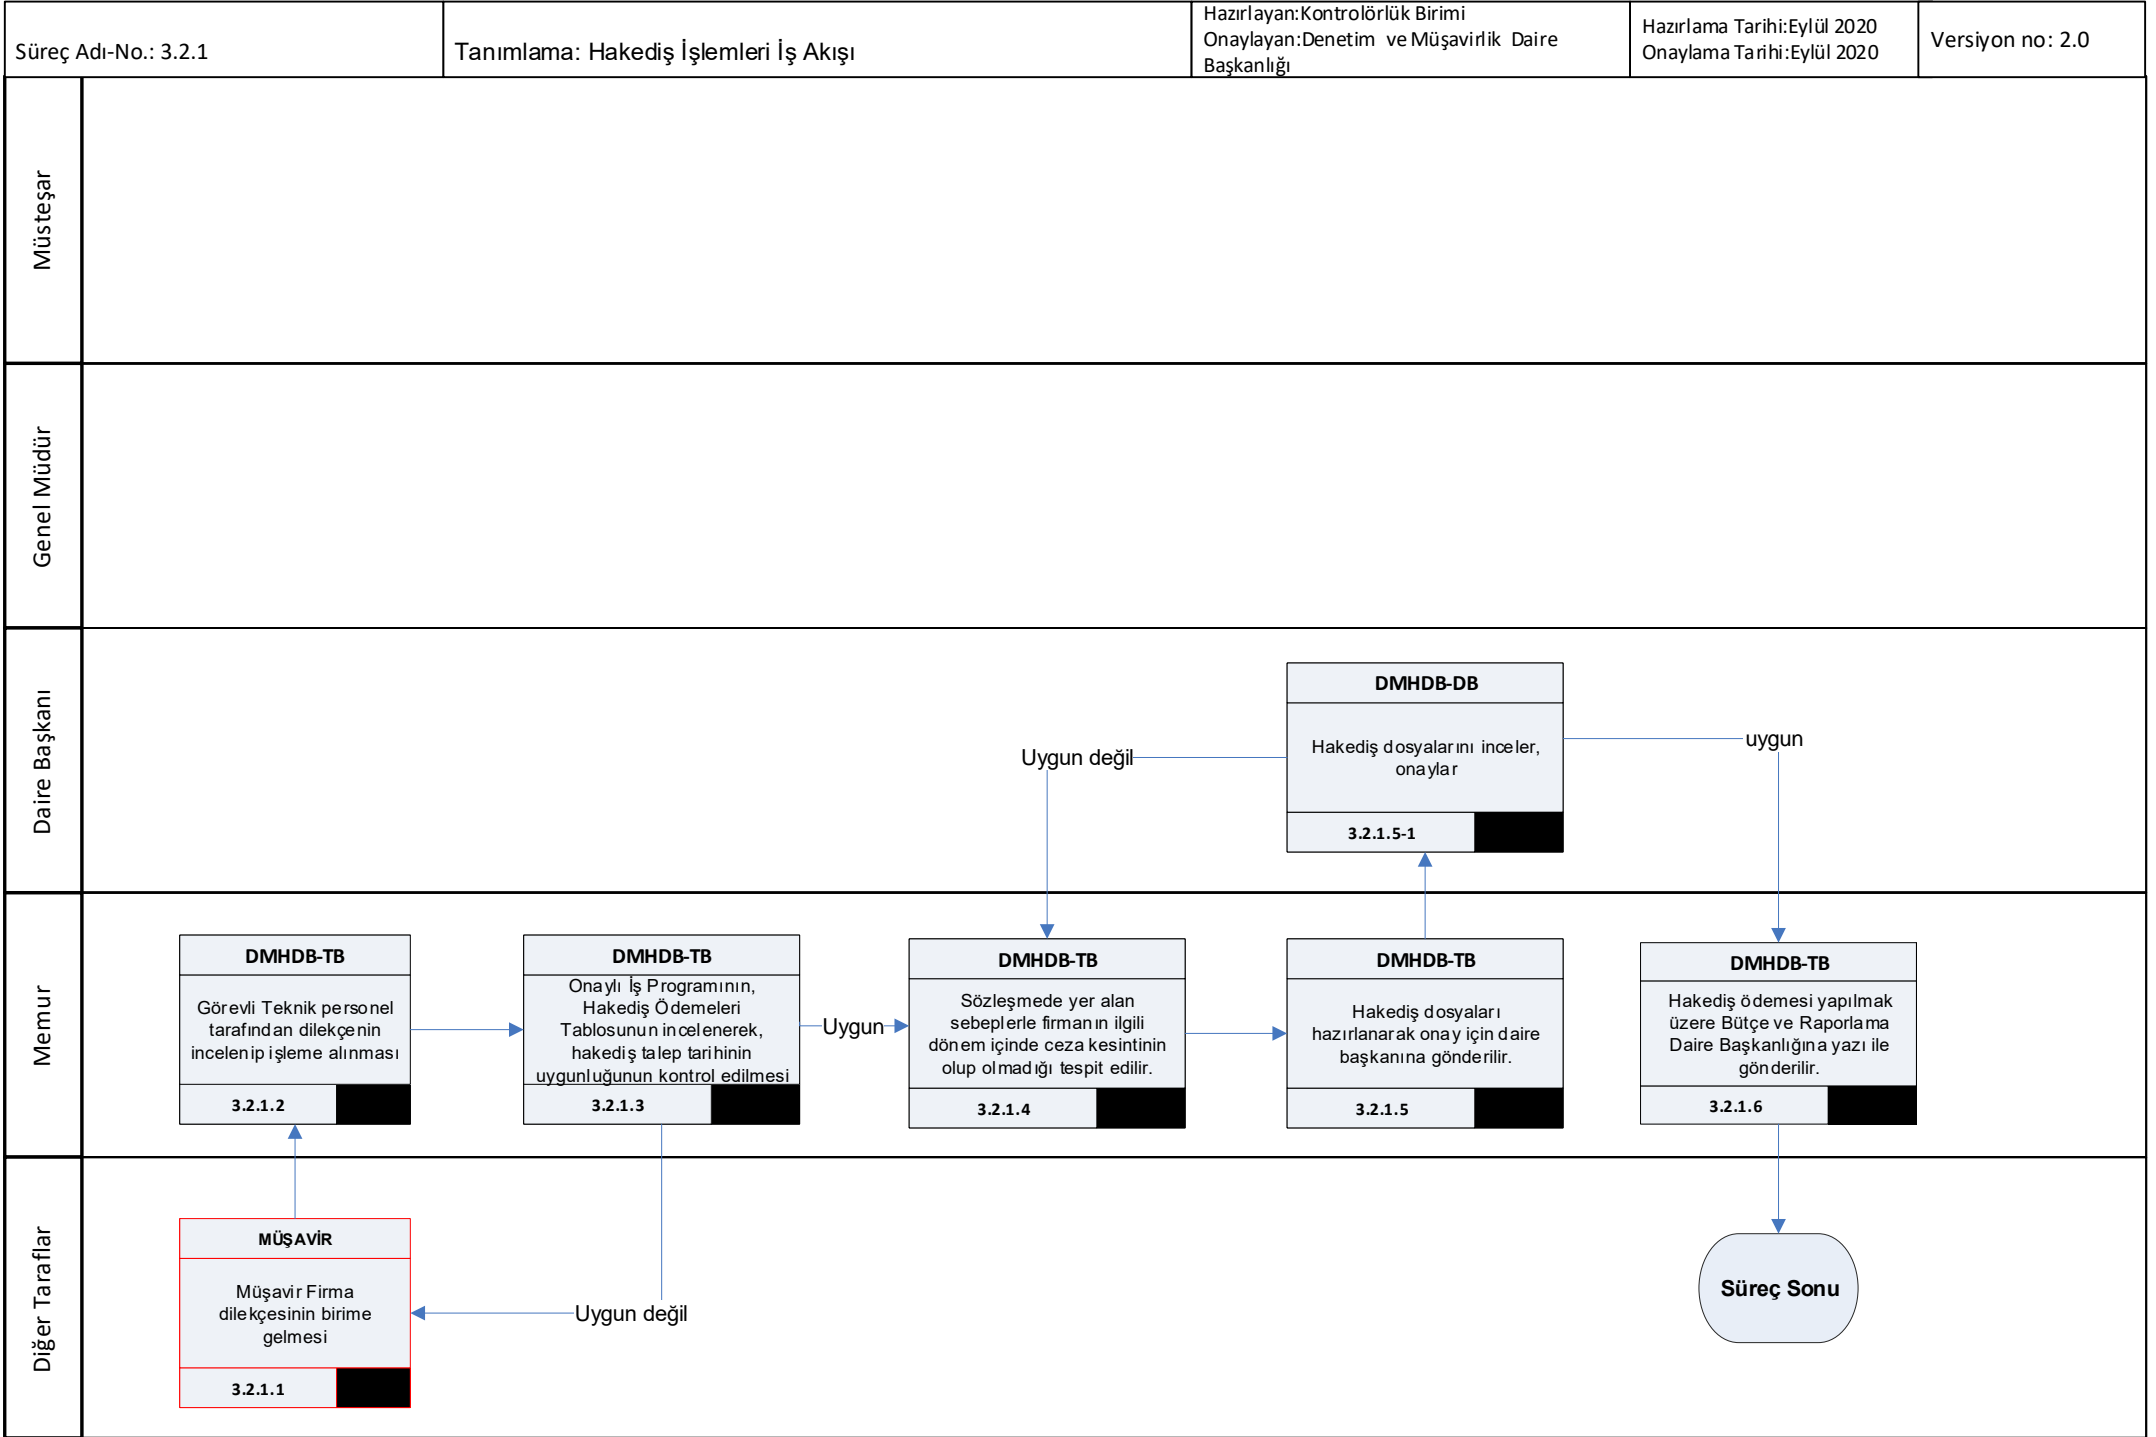 Süreç Adı-No.: 3.2.1
Tanımlama: Hakediş İşlemleri İş Akışı
Hazırlayan:Kontrolörlük Birimi
Onaylayan:Denetim ve Müşavirlik Daire
Başkanlığı
Hazırlama Tarihi:Eylül 2020
Onaylama Tarihi:Eylül 2020
Versiyon no: 2.0
Müsteşar
Genel Müdür
Daire Başkanı
DMHDB-DB
Hakediş dosyalarını inceler,
onaylar
3.2.1.5-1
Uygun değil
uygun
Memur
DMHDB-TB
Görevli Teknik personel
tarafından dilekçenin
incelenip işleme alınması
3.2.1.2
DMHDB-TB
Onaylı İş Programının,
Hakediş Ödemeleri
Tablosunun incelenerek,
hakediş talep tarihinin
uygunluğunun kontrol edilmesi
3.2.1.3
Uygun
DMHDB-TB
Sözleşmede yer alan
sebeplerle firmanın ilgili
dönem içinde ceza kesintinin
olup olmadığı tespit edilir.
3.2.1.4
DMHDB-TB
Hakediş dosyaları
hazırlanarak onay için daire
başkanına gönderilir.
3.2.1.5
DMHDB-TB
Hakediş ödemesi yapılmak
üzere Bütçe ve Raporlama
Daire Başkanlığına yazı ile
gönderilir.
3.2.1.6
Diğer Taraflar
MÜŞAVİR
Müşavir Firma
dilekçesinin birime
gelmesi
3.2.1.1
Uygun değil
Süreç Sonu